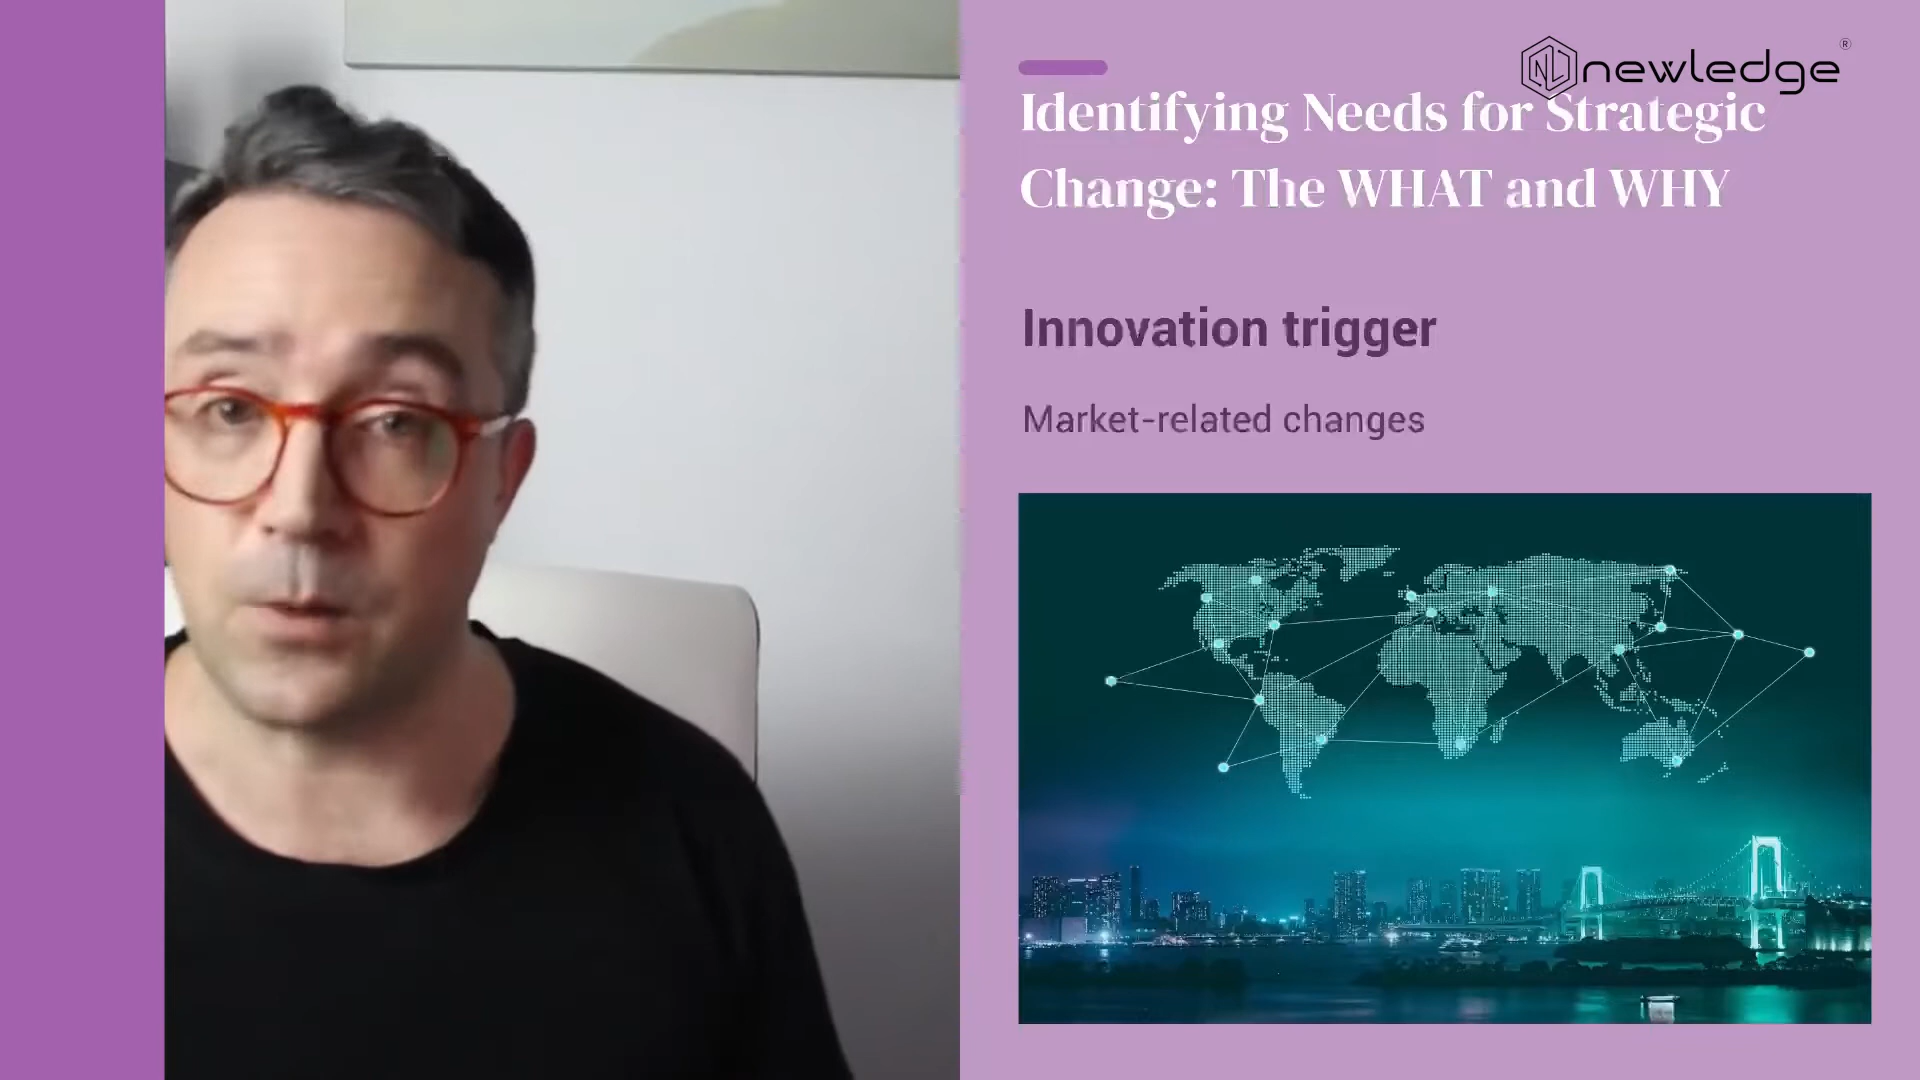 newledge®
Identifying Needs for Strategic
Change: The WHAT and WHY
Innovation trigger
Market-related changes